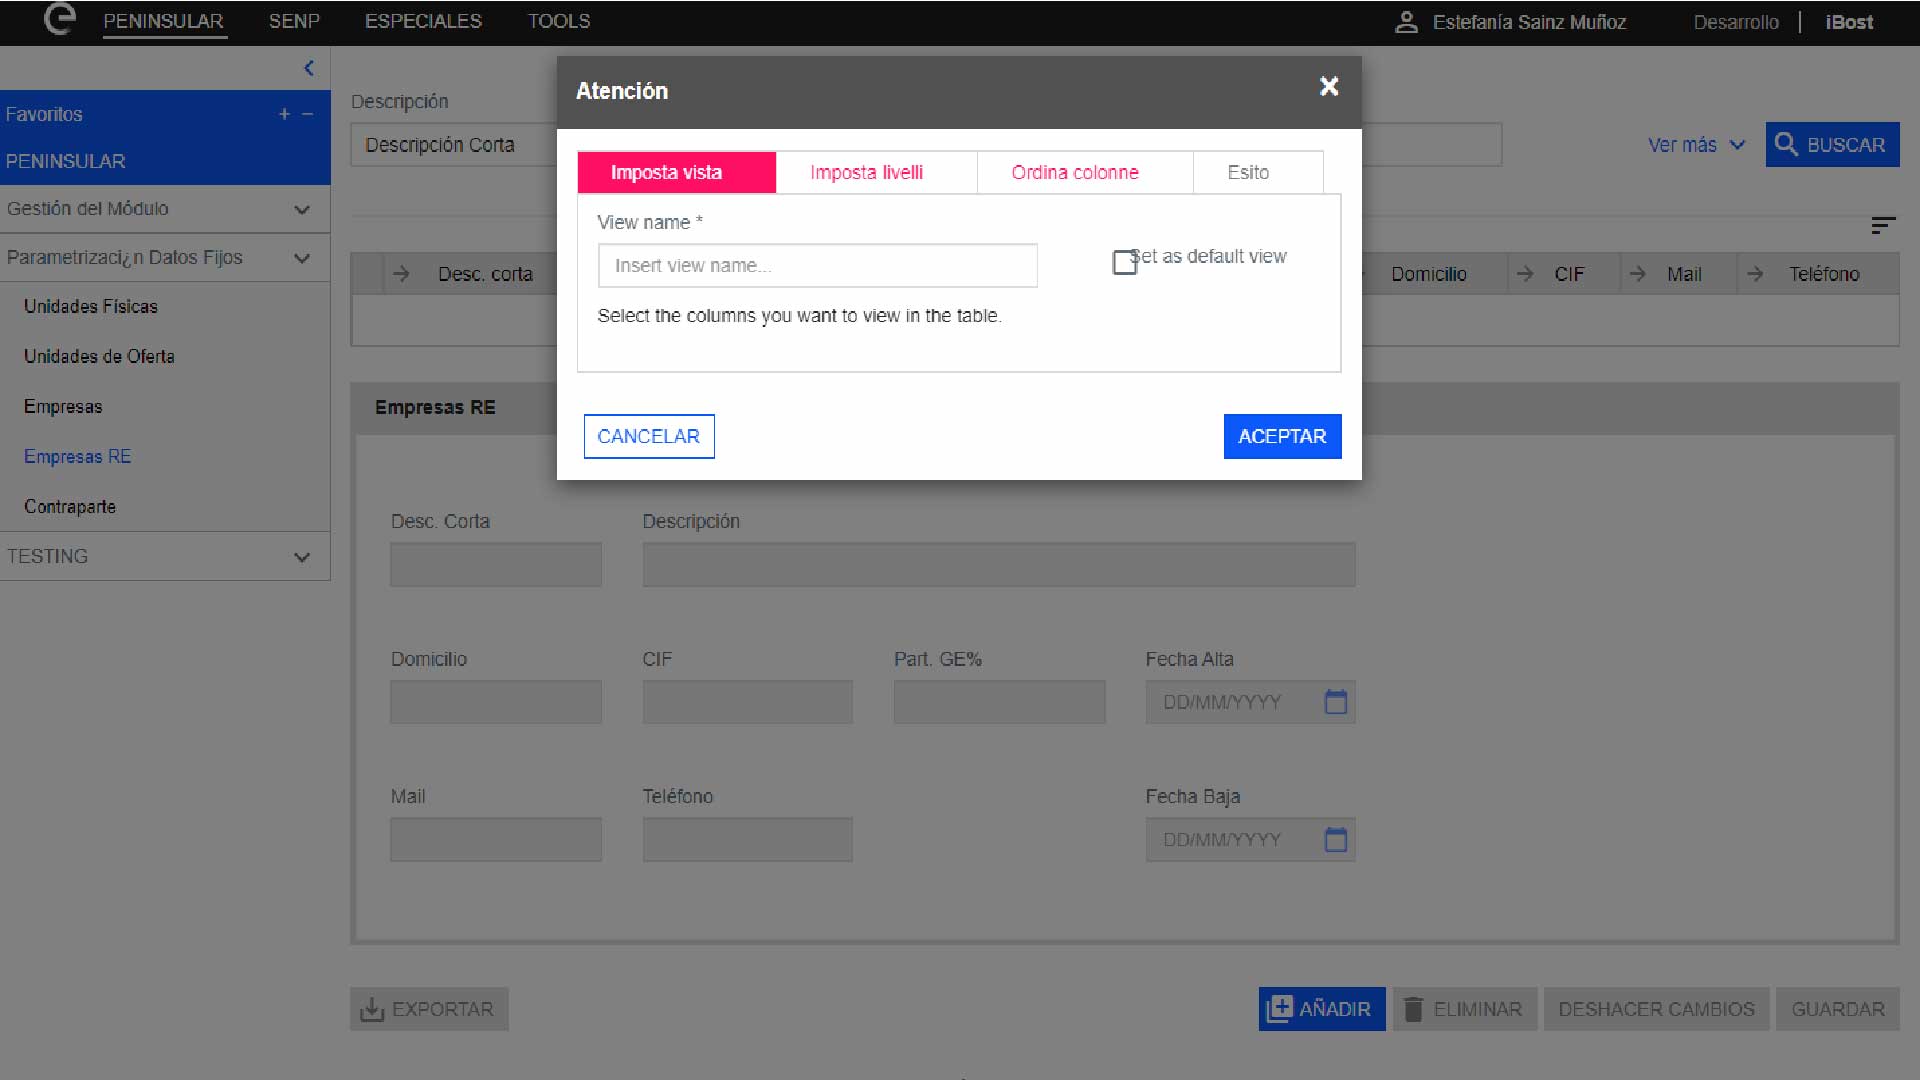 PENINSULAR SENP ESPECIALES TOOLS Estefanía Sainz Muñoz Desarrollo | iBost
Favoritos + −
PENINSULAR
Gestión del Módulo
Parametrizaci¿n Datos Fijos
Unidades Físicas
Unidades de Oferta
Empresas
Empresas RE
Contraparte
TESTING
Descripción
Descripción Corta
Ver más
BUSCAR
Desc. corta Domicilio CIF Mail Teléfono
Atención
Imposta vista Imposta livelli Ordina colonne Esito
View name *
Insert view name...
Set as default view
Select the columns you want to view in the table.
CANCELAR ACEPTAR
Empresas RE
Desc. Corta Descripción
Domicilio CIF Part. GE% Fecha Alta
DD/MM/YYYY
Mail Teléfono Fecha Baja
DD/MM/YYYY
EXPORTAR AÑADIR ELIMINAR DESHACER CAMBIOS GUARDAR